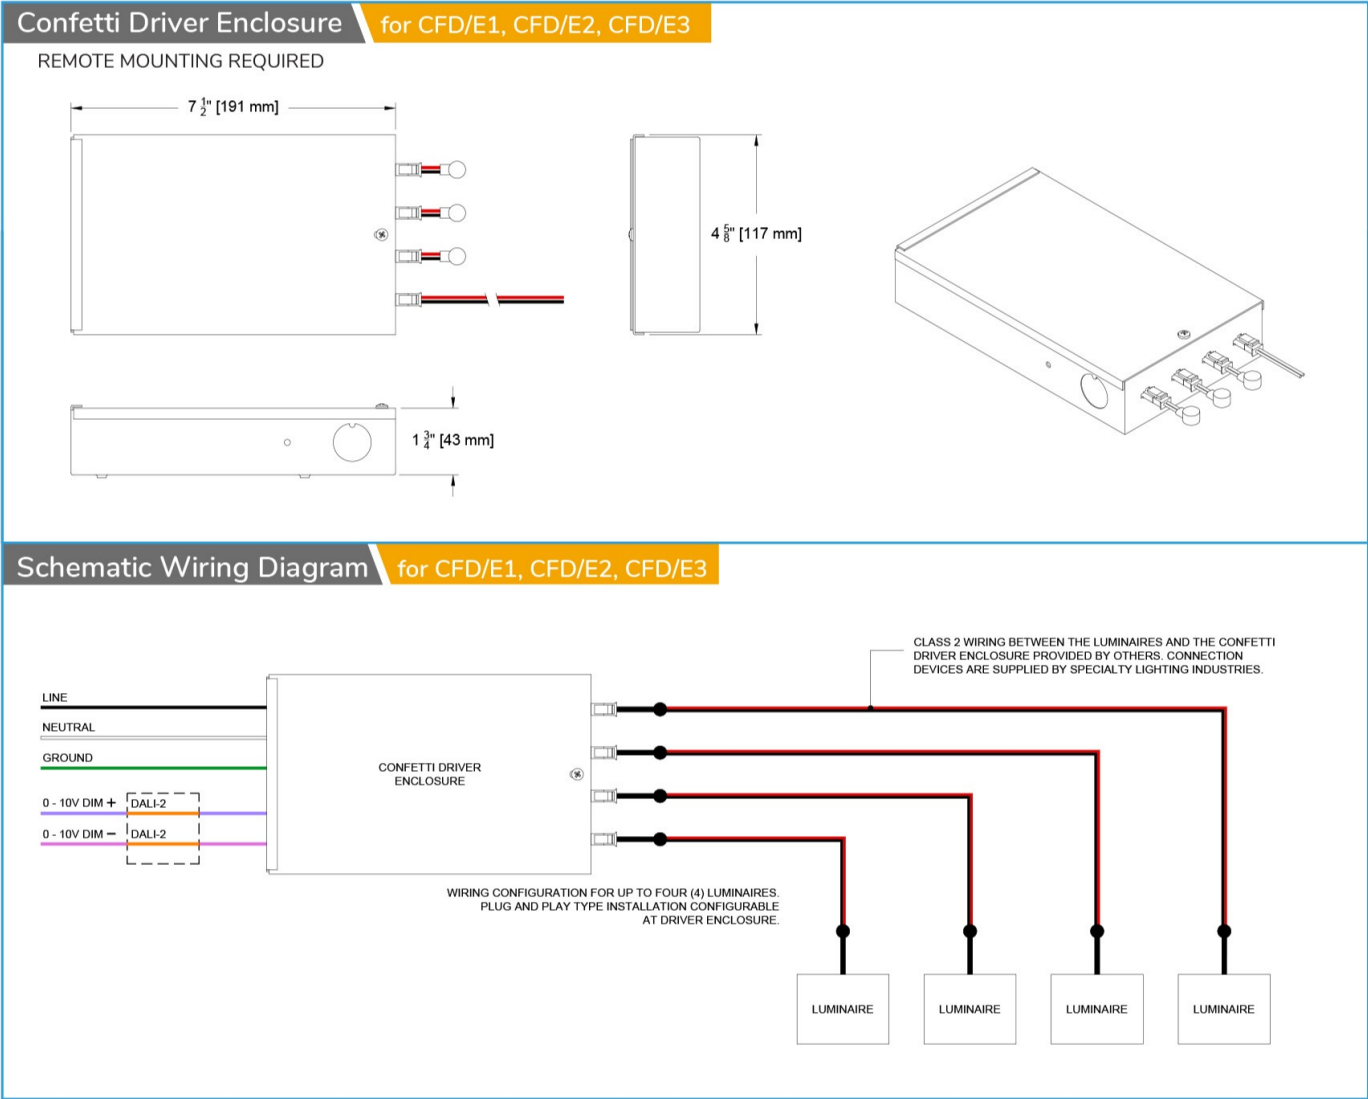 Confetti Driver Enclosure
for CFD/E1, CFD/E2, CFD/E3
REMOTE MOUNTING REQUIRED
7 1/2" [191 mm]
4 5/8" [117 mm]
1 3/4" [43 mm]
Schematic Wiring Diagram
for CFD/E1, CFD/E2, CFD/E3
CLASS 2 WIRING BETWEEN THE LUMINAIRES AND THE CONFETTI
DRIVER ENCLOSURE PROVIDED BY OTHERS. CONNECTION
DEVICES ARE SUPPLIED BY SPECIALTY LIGHTING INDUSTRIES.
LINE
NEUTRAL
GROUND
0 - 10V DIM +
DALI-2
0 - 10V DIM −
DALI-2
CONFETTI DRIVER
ENCLOSURE
WIRING CONFIGURATION FOR UP TO FOUR (4) LUMINAIRES.
PLUG AND PLAY TYPE INSTALLATION CONFIGURABLE
AT DRIVER ENCLOSURE.
LUMINAIRE
LUMINAIRE
LUMINAIRE
LUMINAIRE